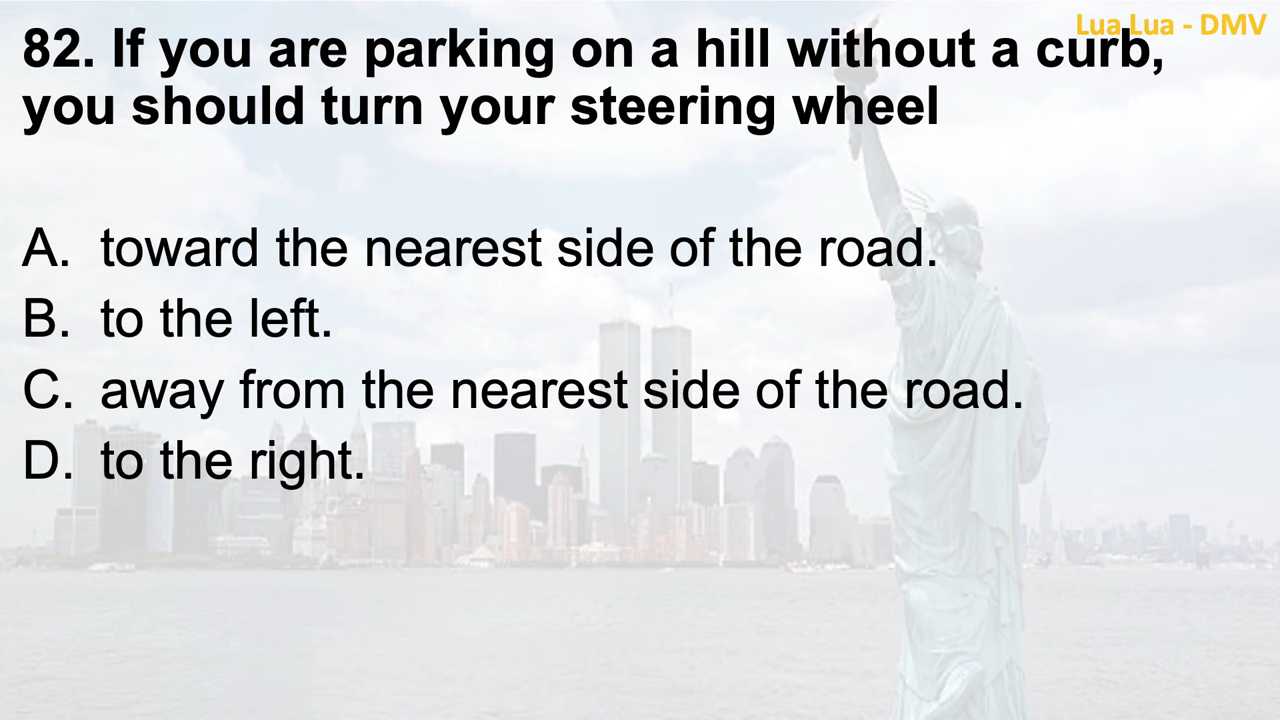 Lua Lua - DMV
82. If you are parking on a hill without a curb,
you should turn your steering wheel
A. toward the nearest side of the road.
B. to the left.
C. away from the nearest side of the road.
D. to the right.